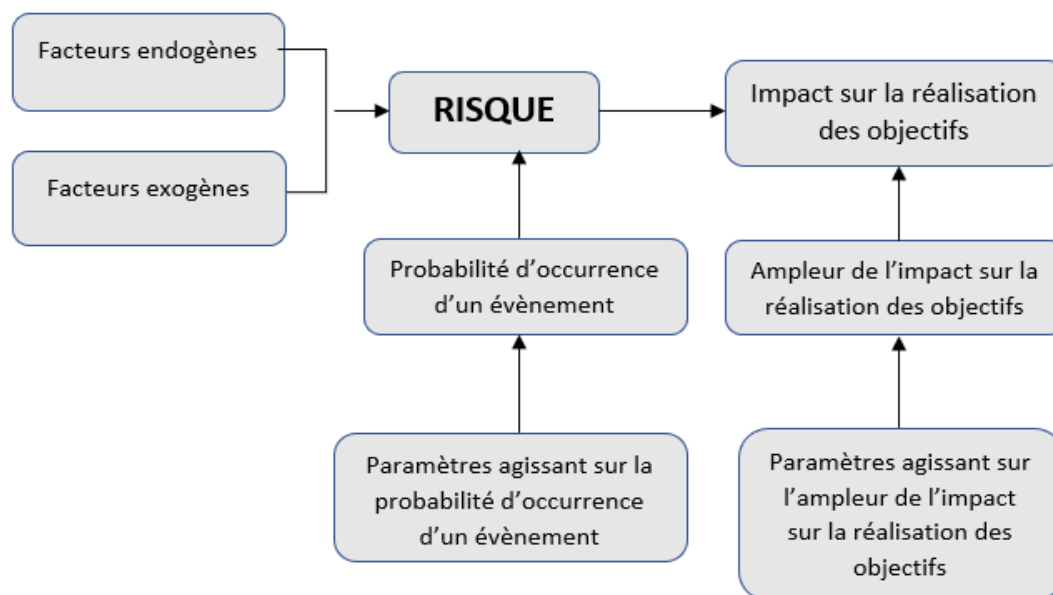 Facteurs endogènes
Facteurs exogènes
RISQUE
Impact sur la réalisation
des objectifs
Probabilité d’occurrence
d’un évènement
Ampleur de l’impact sur la
réalisation des objectifs
Paramètres agissant sur la
probabilité d’occurrence
d’un évènement
Paramètres agissant sur
l’ampleur de l’impact
sur la réalisation des
objectifs